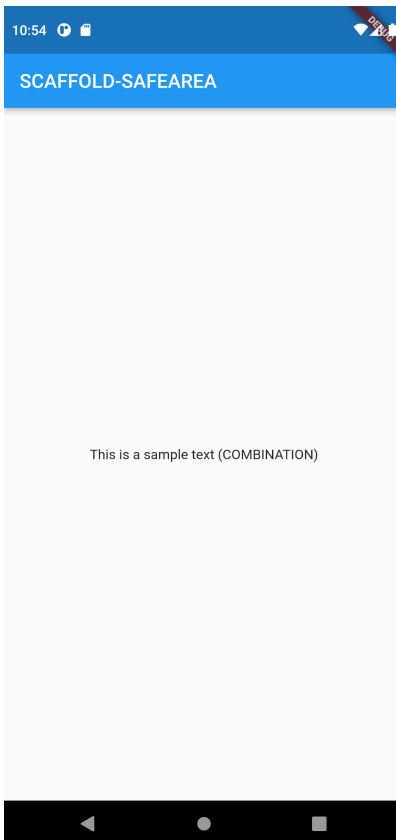 10:54
DEBUG
SCAFFOLD-SAFEAREA
This is a sample text (COMBINATION)